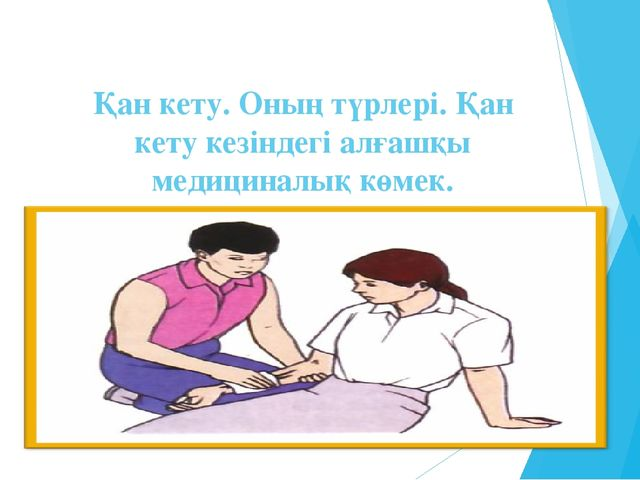 Қан кету. Оның түрлері. Қан
кету кезіндегі алғашқы
медициналық көмек.